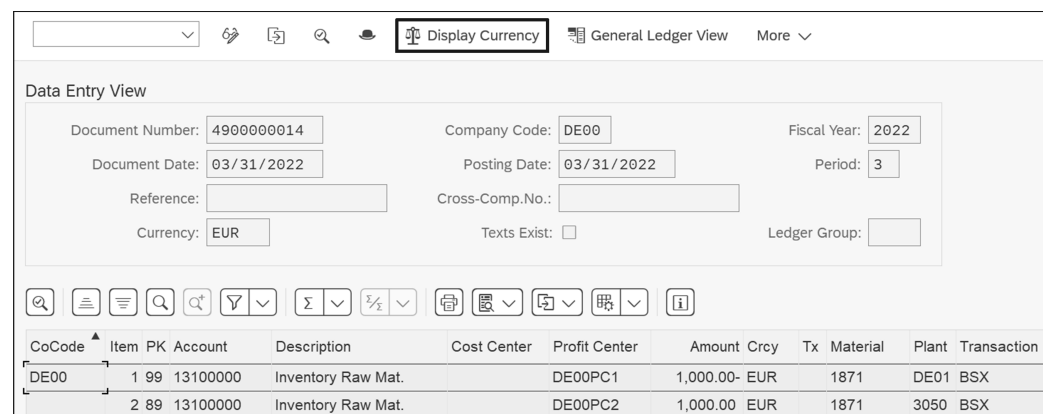 Display Currency General Ledger View More
Data Entry View
Document Number: 4900000014 Company Code: DE00 Fiscal Year: 2022
Document Date: 03/31/2022 Posting Date: 03/31/2022 Period: 3
Reference: Cross-Comp.No.:
Currency: EUR Texts Exist: Ledger Group:
CoCode Item PK Account Description Cost Center Profit Center Amount Crcy Tx Material Plant Transaction
DE00 1 99 13100000 Inventory Raw Mat. DE00PC1 1,000.00- EUR 1871 DE01 BSX
2 89 13100000 Inventory Raw Mat. DE00PC2 1,000.00 EUR 1871 3050 BSX